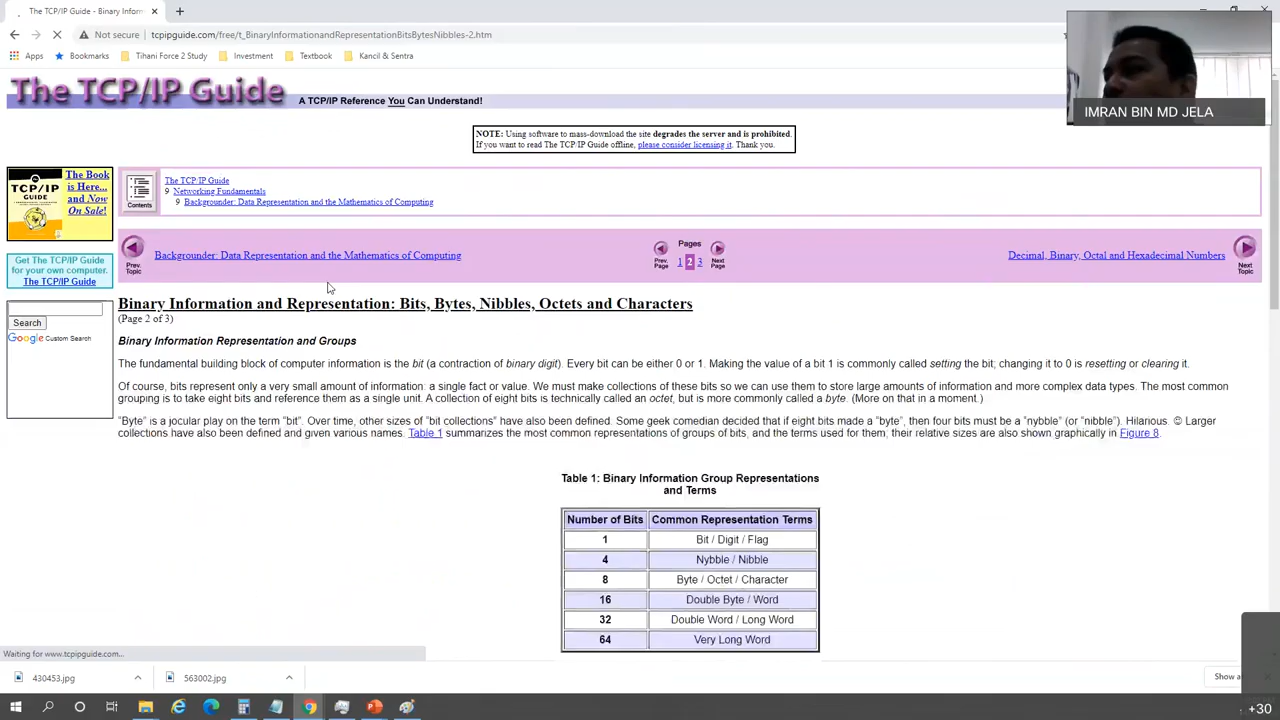 The TCP/IP Guide - Binary Inform
Not secure
tcpipguide.com/free/t_BinaryInformationandRepresentationBitsBytesNibbles-2.htm
Apps
Bookmarks
Tihani Force 2 Study
Investment
Textbook
Kancil & Sentra
IMRAN BIN MD JELA
The TCP/IP Guide
A TCP/IP Reference You Can Understand!
NOTE: Using software to mass-download the site degrades the server and is prohibited.
If you want to read The TCP/IP Guide offline, please consider licensing it. Thank you.
TCP/IP
GUIDE
The Book
is Here...
and Now
On Sale!
Contents
The TCP/IP Guide
9 Networking Fundamentals
9 Backgrounder: Data Representation and the Mathematics of Computing
Get The TCP/IP Guide
for your own computer.
The TCP/IP Guide
Prev
Topic
Backgrounder: Data Representation and the Mathematics of Computing
Prev
Page
Pages
1 2 3
Next
Page
Decimal, Binary, Octal and Hexadecimal Numbers
Next
Topic
Search
Google Custom Search
Binary Information and Representation: Bits, Bytes, Nibbles, Octets and Characters
(Page 2 of 3)
Binary Information Representation and Groups
The fundamental building block of computer information is the bit (a contraction of binary digit). Every bit can be either 0 or 1. Making the value of a bit 1 is commonly called setting the bit; changing it to 0 is resetting or clearing it.
Of course, bits represent only a very small amount of information: a single fact or value. We must make collections of these bits so we can use them to store large amounts of information and more complex data types. The most common
grouping is to take eight bits and reference them as a single unit. A collection of eight bits is technically called an octet, but is more commonly called a byte. (More on that in a moment.)
“Byte” is a jocular play on the term “bit”. Over time, other sizes of “bit collections” have also been defined. Some geek comedian decided that if eight bits made a “byte”, then four bits must be a “nybble” (or “nibble”). Hilarious. ☺ Larger
collections have also been defined and given various names. Table 1 summarizes the most common representations of groups of bits, and the terms used for them; their relative sizes are also shown graphically in Figure 8.
Table 1: Binary Information Group Representations
and Terms
Number of Bits Common Representation Terms
1 Bit / Digit / Flag
4 Nybble / Nibble
8 Byte / Octet / Character
16 Double Byte / Word
32 Double Word / Long Word
64 Very Long Word
Waiting for www.tcpipguide.com...
430453.jpg
563002.jpg
Show a
+30